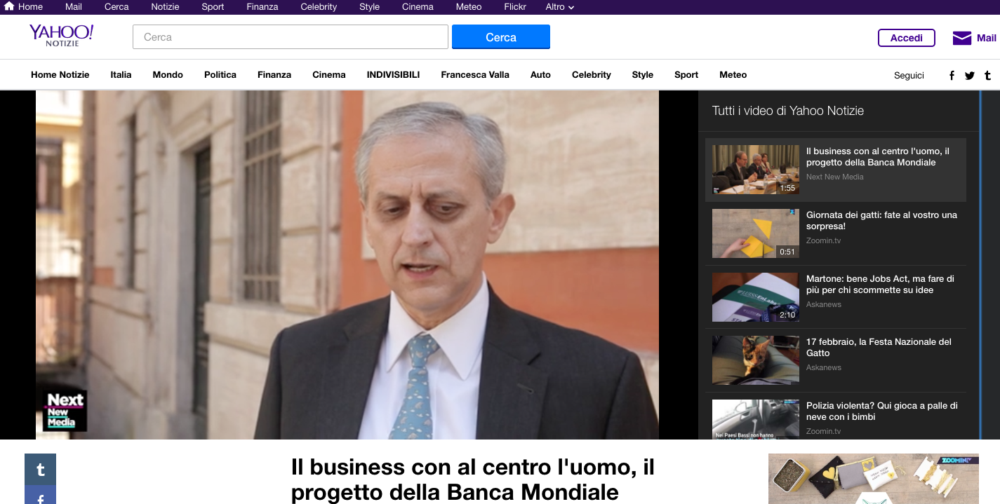 Home Mail Cerca Notizie Sport Finanza Celebrity Style Cinema Meteo Flickr Altro
YAHOO!
NOTIZIE
Cerca Cerca Accedi Mail
Home Notizie Italia Mondo Politica Finanza Cinema INDIVISIBILI Francesca Valla Auto Celebrity Style Sport Meteo Seguici
Tutti i video di Yahoo Notizie
Il business con al centro l'uomo, il
progetto della Banca Mondiale
Next New Media
1:55
Giornata dei gatti: fate al vostro una
sorpresa!
Zoomin.tv
0:51
Martone: bene Jobs Act, ma fare di
più per chi scommette su idee
Askanews
2:10
17 febbraio, la Festa Nazionale del
Gatto
Askanews
Polizia violenta? Qui gioca a palle di
neve con i bimbi
Zoomin.tv
Nei Paesi Bassi non hanno
Next
New
Media
Il business con al centro l'uomo, il
progetto della Banca Mondiale
ZOOMIN.TV